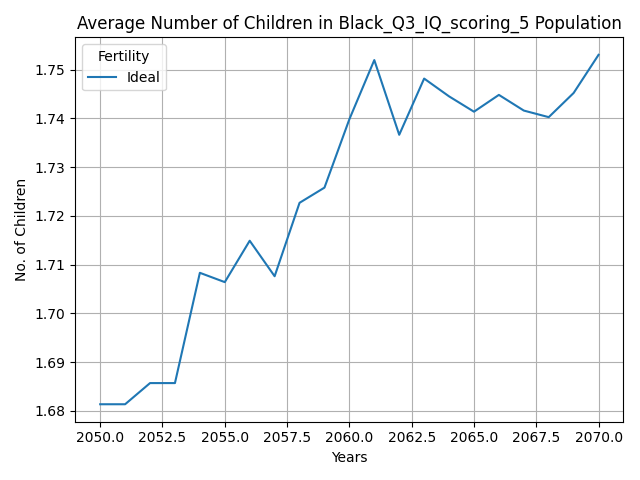 Average Number of Children in Black_Q3_IQ_scoring_5 Population
Fertility
Ideal
1.75
1.74
1.73
1.72
1.71
1.70
1.69
1.68
No. of Children
2050.0 2052.5 2055.0 2057.5 2060.0 2062.5 2065.0 2067.5 2070.0
Years